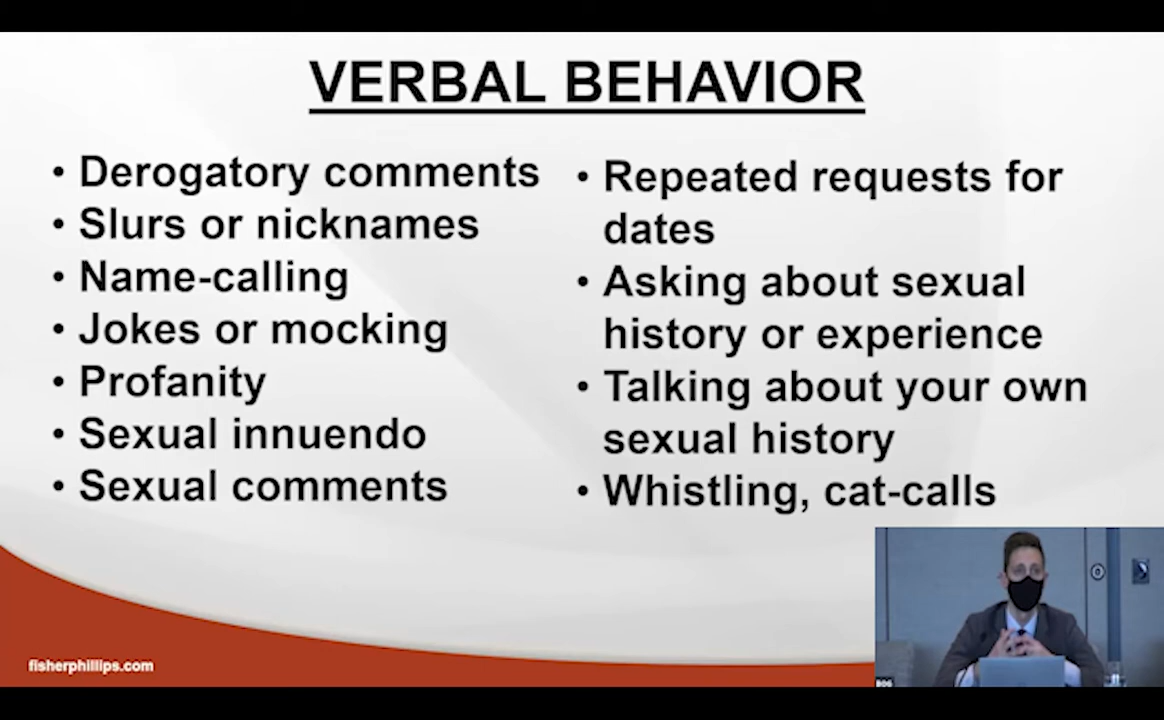 VERBAL BEHAVIOR
• Derogatory comments
• Slurs or nicknames
• Name-calling
• Jokes or mocking
• Profanity
• Sexual innuendo
• Sexual comments
• Repeated requests for
dates
• Asking about sexual
history or experience
• Talking about your own
sexual history
• Whistling, cat-calls
fisherphillips.com